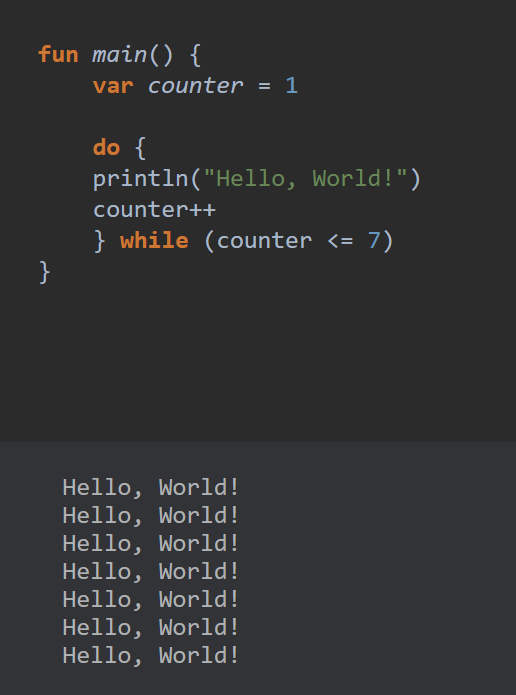 fun main() {
    var counter = 1

    do {
    println("Hello, World!")
    counter++
    } while (counter <= 7)
}
Hello, World!
Hello, World!
Hello, World!
Hello, World!
Hello, World!
Hello, World!
Hello, World!